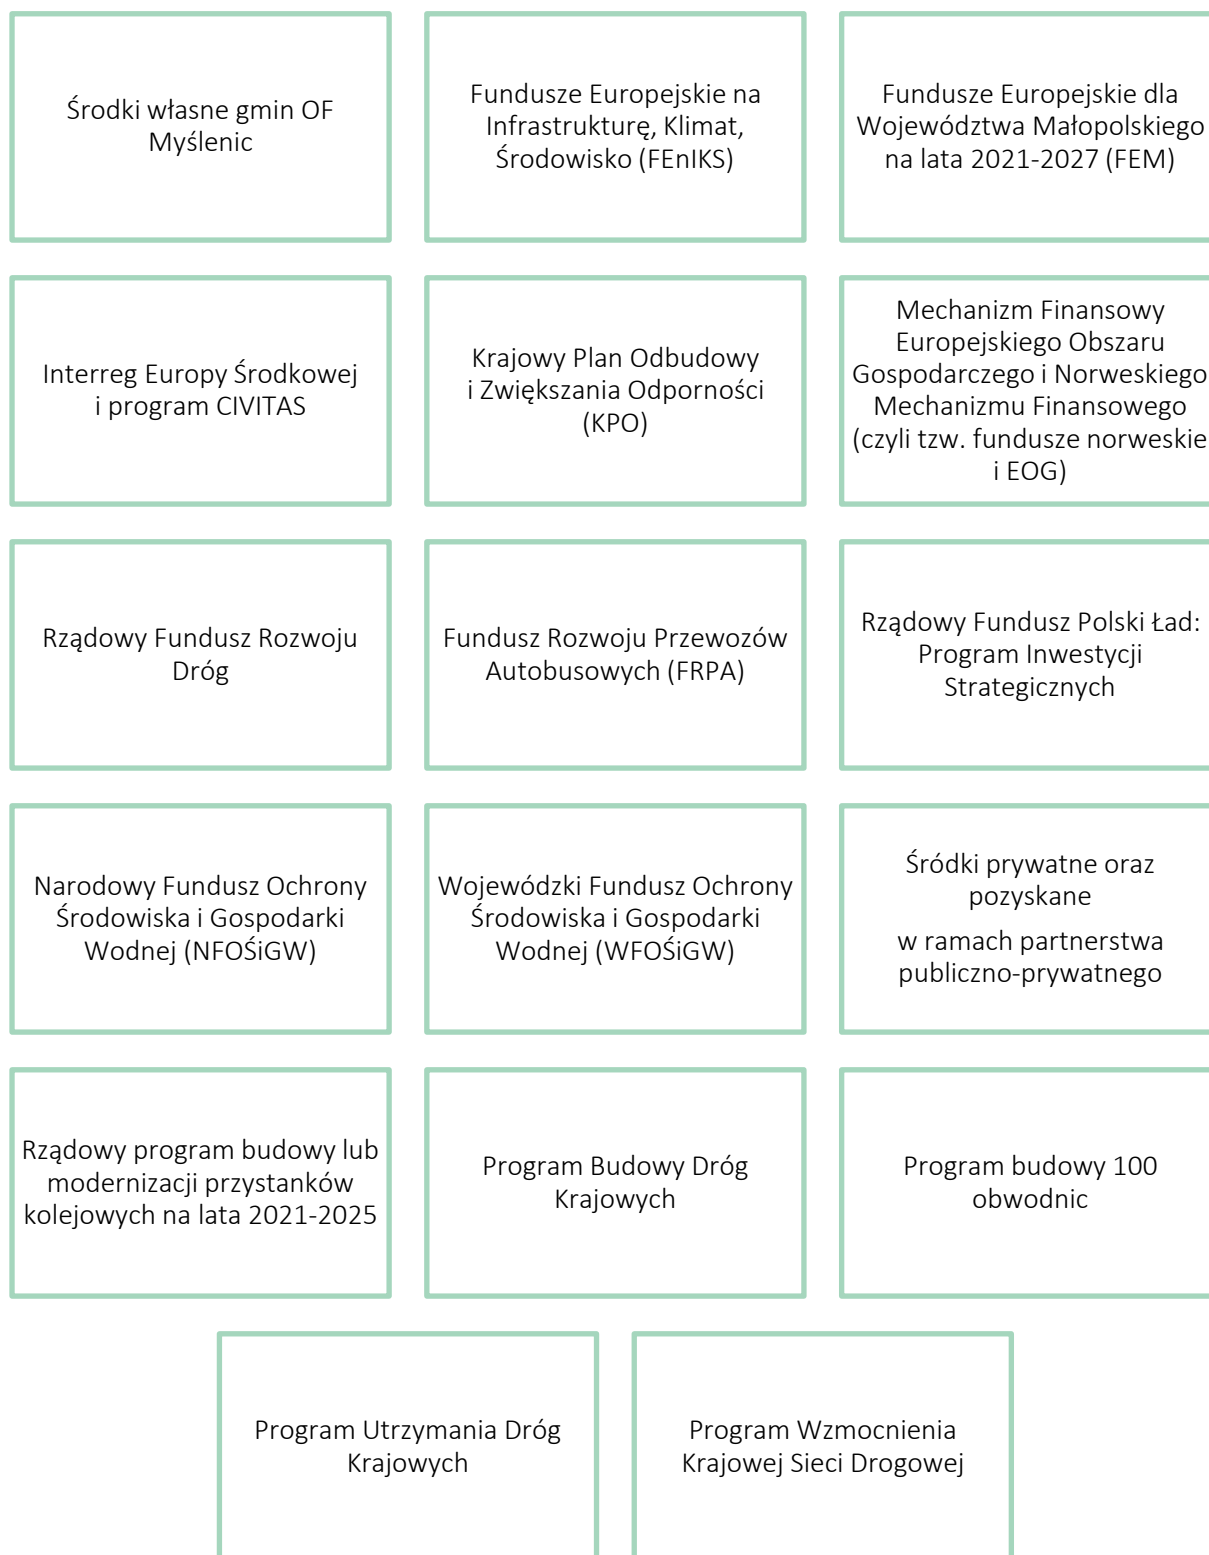 Środki własne gmin OF
Myślenic
Fundusze Europejskie na
Infrastrukturę, Klimat,
Środowisko (FEnIKS)
Fundusze Europejskie dla
Województwa Małopolskiego
na lata 2021-2027 (FEM)
Interreg Europy Środkowej
i program CIVITAS
Krajowy Plan Odbudowy
i Zwiększania Odporności
(KPO)
Mechanizm Finansowy
Europejskiego Obszaru
Gospodarczego i Norweskiego
Mechanizmu Finansowego
(czyli tzw. fundusze norweskie
i EOG)
Rządowy Fundusz Rozwoju
Dróg
Fundusz Rozwoju Przewozów
Autobusowych (FRPA)
Rządowy Fundusz Polski Ład:
Program Inwestycji
Strategicznych
Narodowy Fundusz Ochrony
Środowiska i Gospodarki
Wodnej (NFOŚiGW)
Wojewódzki Fundusz Ochrony
Środowiska i Gospodarki
Wodnej (WFOŚiGW)
Śródki prywatne oraz
pozyskane
w ramach partnerstwa
publiczno-prywatnego
Rządowy program budowy lub
modernizacji przystanków
kolejowych na lata 2021-2025
Program Budowy Dróg
Krajowych
Program budowy 100
obwodnic
Program Utrzymania Dróg
Krajowych
Program Wzmocnienia
Krajowej Sieci Drogowej